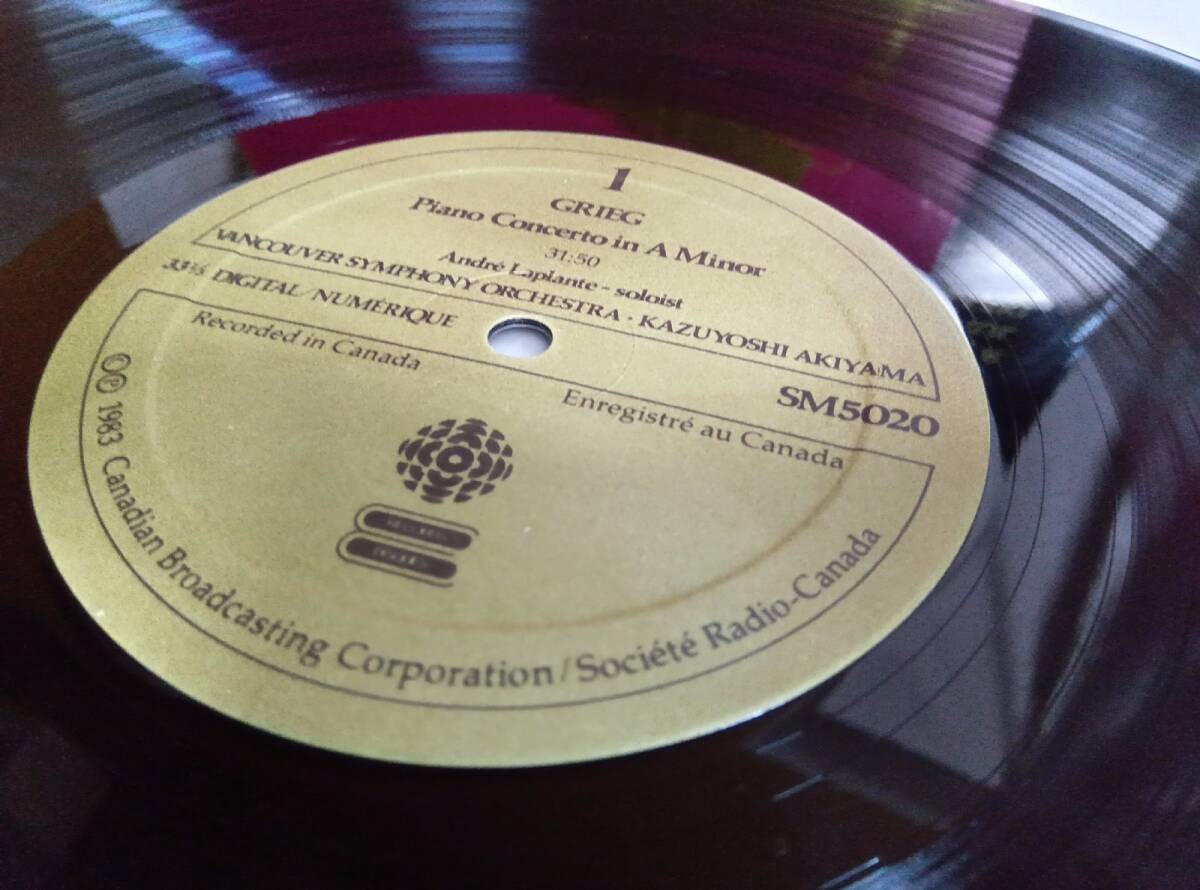 1
GRIEG
Piano Concerto in A Minor
31:50
André Laplante - soloist
VANCOUVER SYMPHONY ORCHESTRA · KAZUYOSHI AKIYAMA
33⅓ DIGITAL/NUMÉRIQUE
SM5020
Recorded in Canada
Enregistré au Canada
©℗ 1983 Canadian Broadcasting Corporation/Société Radio-Canada